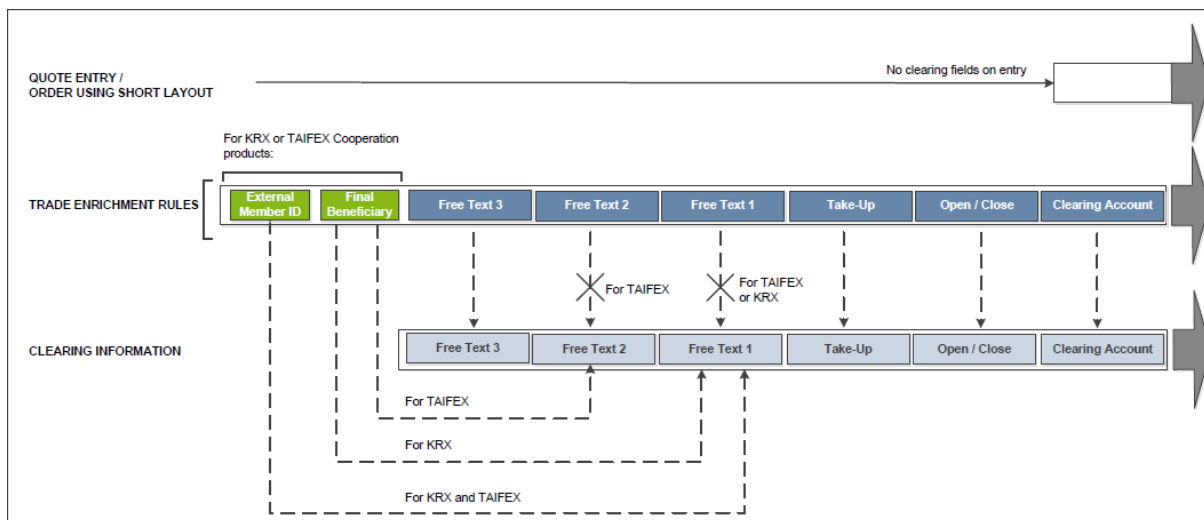 No clearing fields on entry
QUOTE ENTRY /
ORDER USING SHORT LAYOUT
For KRX or TAIFEX Cooperation
products:
TRADE ENRICHMENT RULES
External
Member ID
Final
Beneficiary
Free Text 3
Free Text 2
Free Text 1
Take-Up
Open / Close
Clearing Account
For TAIFEX
For TAIFEX
or KRX
CLEARING INFORMATION
Free Text 3
Free Text 2
Free Text 1
Take-Up
Open / Close
Clearing Account
For TAIFEX
For KRX
For KRX and TAIFEX